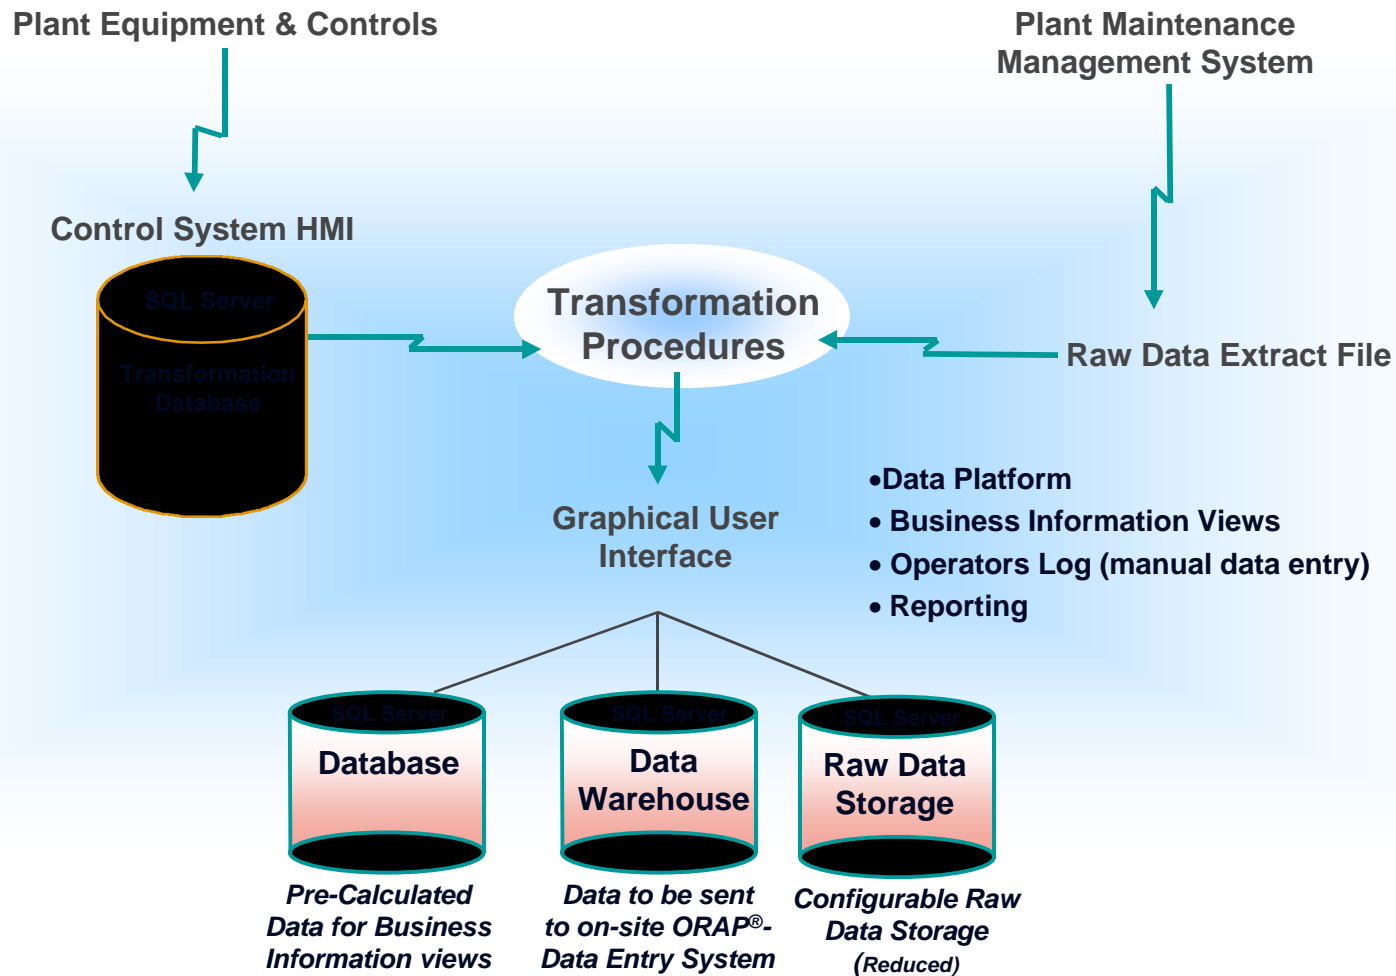 Plant Equipment & Controls
Plant Maintenance
Management System
Control System HMI
SQL Server
Transformation
Database
Transformation
Procedures
Raw Data Extract File
Graphical User
Interface
•Data Platform
• Business Information Views
• Operators Log (manual data entry)
• Reporting
SQL Server
Database
Pre-Calculated
Data for Business
Information views
SQL Server
Data
Warehouse
Data to be sent
to on-site ORAP®-
Data Entry System
SQL Server
Raw Data
Storage
Configurable Raw
Data Storage
(Reduced)